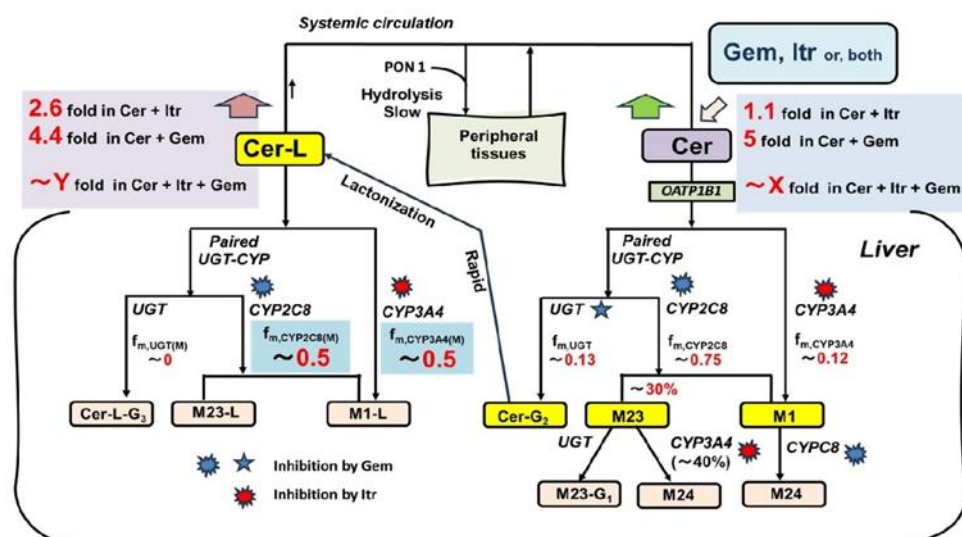 Systemic circulation
Gem, Itr or, both
PON 1
Hydrolysis
Slow
Peripheral
tissues
2.6 fold in Cer + Itr
4.4 fold in Cer + Gem
~Y fold in Cer + Itr + Gem
Cer-L
Cer
1.1 fold in Cer + Itr
5 fold in Cer + Gem
~X fold in Cer + Itr + Gem
OATP1B1
Lactonization
Rapid
Liver
Paired
UGT-CYP
UGT
CYP2C8
CYP3A4
fm,UGT(M)
~0
fm,CYP2C8(M)
~0.5
fm,CYP3A4(M)
~0.5
Cer-L-G3
M23-L
M1-L
Paired
UGT-CYP
UGT
CYP2C8
CYP3A4
fm,UGT
~0.13
fm,CYP2C8
~0.75
fm,CYP3A4
~0.12
~30%
Cer-G2
M23
M1
UGT
CYP3A4
(~40%)
CYPC8
M23-G1
M24
M24
Inhibition by Gem
Inhibition by Itr